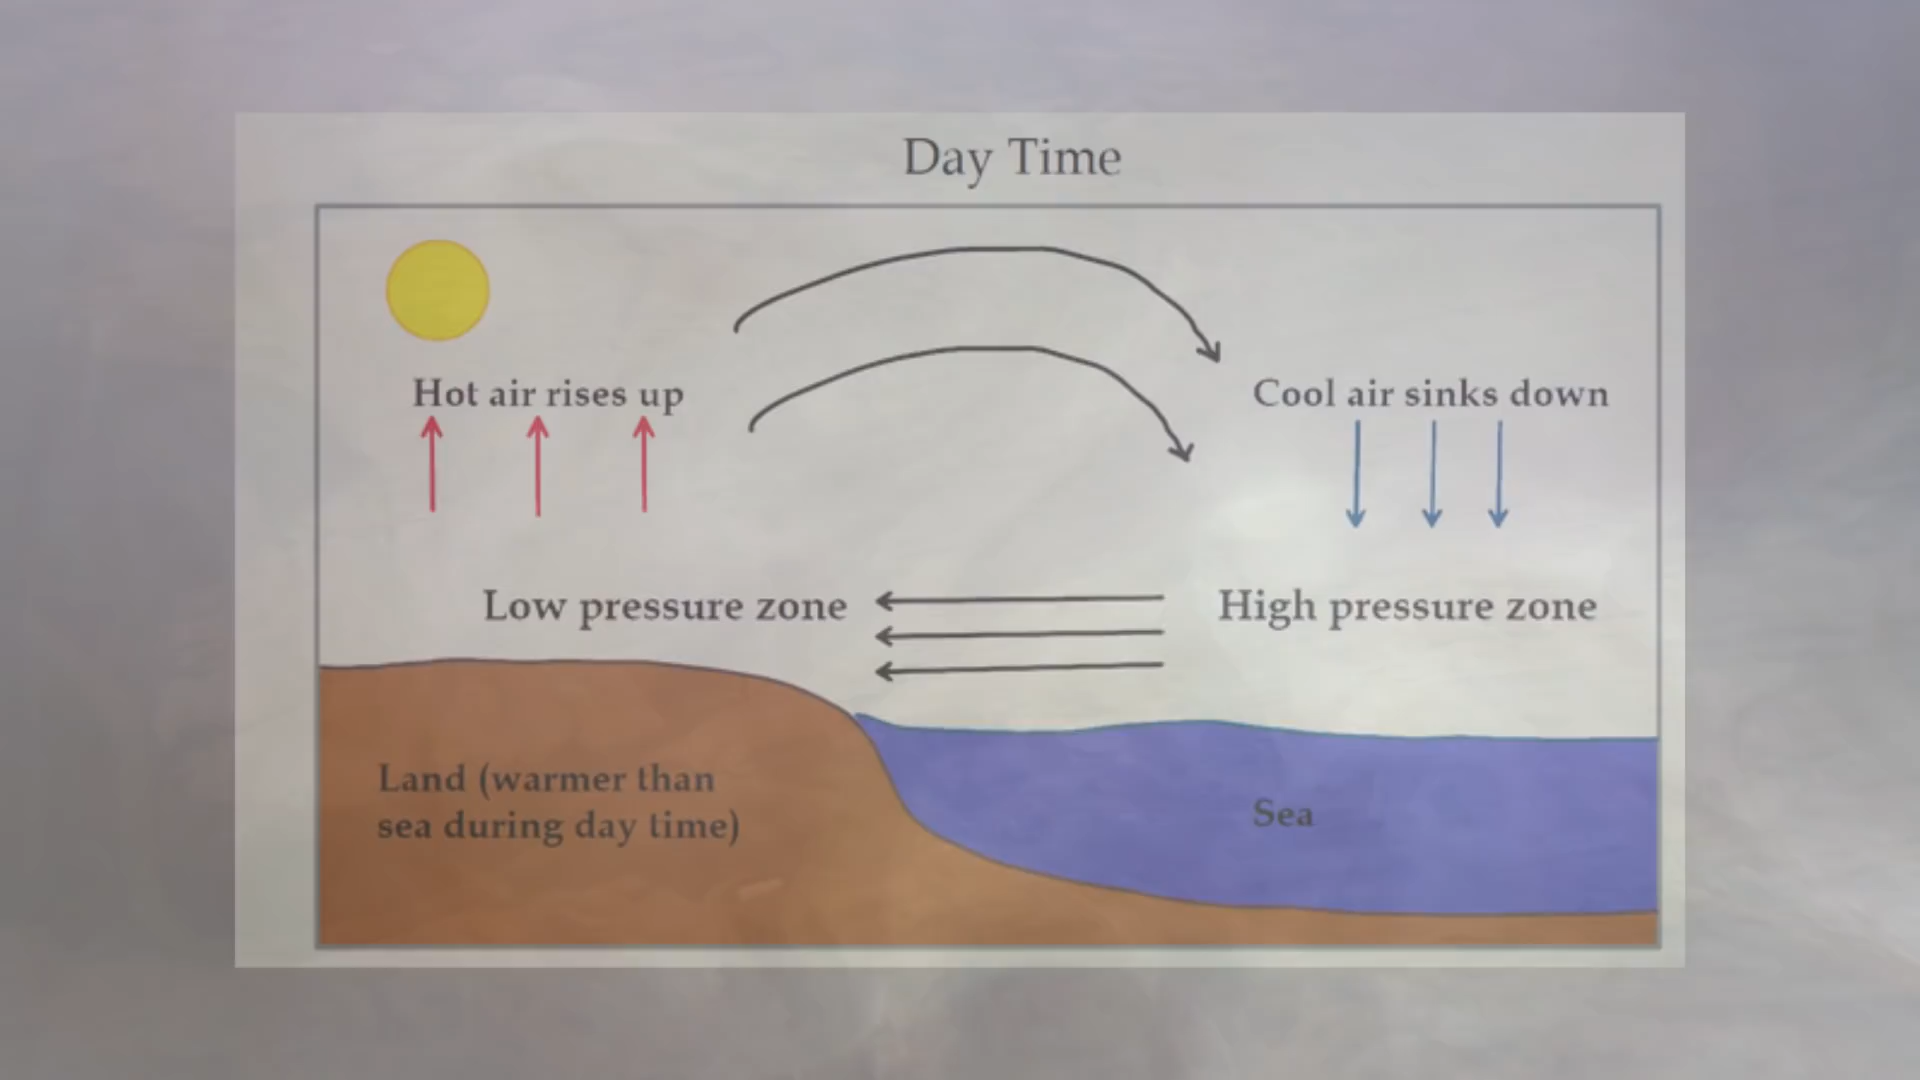 Day Time
Hot air rises up
Cool air sinks down
Low pressure zone
High pressure zone
Land (warmer than
sea during day time)
Sea